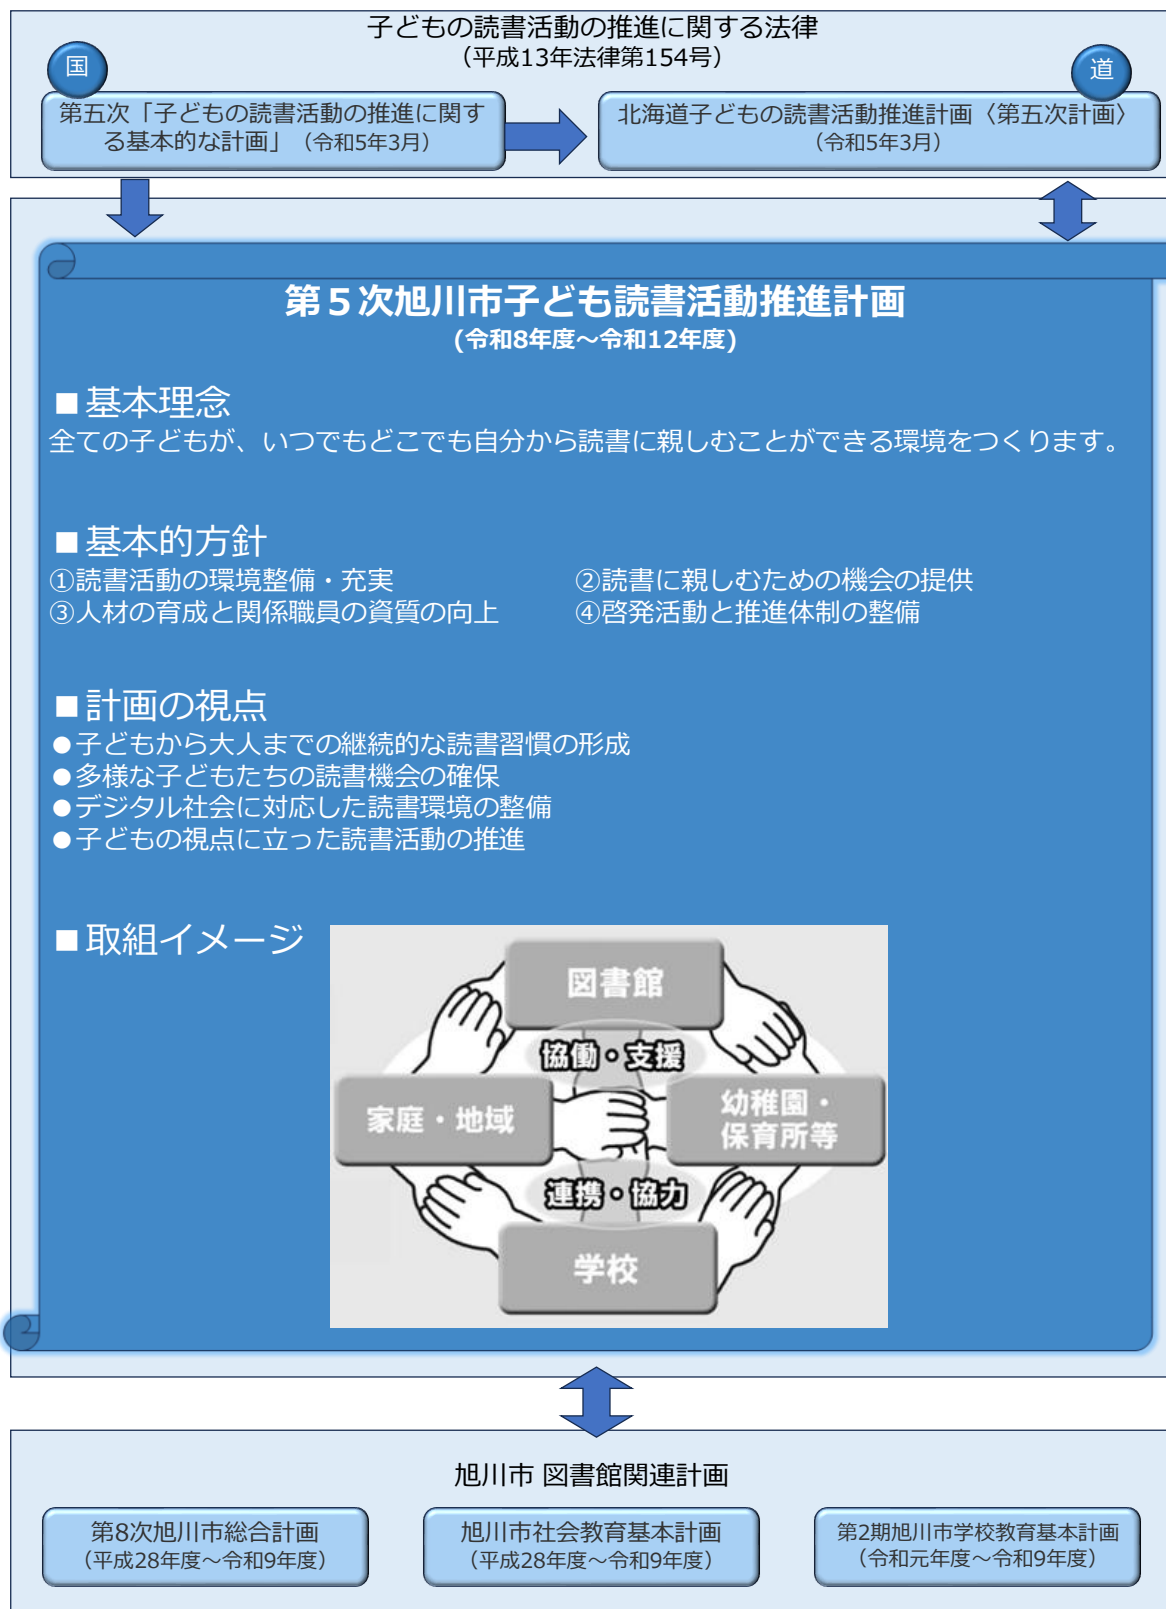 子どもの読書活動の推進に関する法律
（平成13年法律第154号）
国
道
第五次「子どもの読書活動の推進に関す
る基本的な計画」（令和5年3月）
北海道子どもの読書活動推進計画〈第五次計画〉
（令和5年3月）
第５次旭川市子ども読書活動推進計画
(令和8年度～令和12年度)
■基本理念
全ての子どもが、いつでもどこでも自分から読書に親しむことができる環境をつくります。
■基本的方針
①読書活動の環境整備・充実
②読書に親しむための機会の提供
③人材の育成と関係職員の資質の向上
④啓発活動と推進体制の整備
■計画の視点
●子どもから大人までの継続的な読書習慣の形成
●多様な子どもたちの読書機会の確保
●デジタル社会に対応した読書環境の整備
●子どもの視点に立った読書活動の推進
■取組イメージ
図書館
協働・支援
家庭・地域
幼稚園・
保育所等
連携・協力
学校
旭川市 図書館関連計画
第8次旭川市総合計画
（平成28年度～令和9年度）
旭川市社会教育基本計画
（平成28年度～令和9年度）
第2期旭川市学校教育基本計画
（令和元年度～令和9年度）